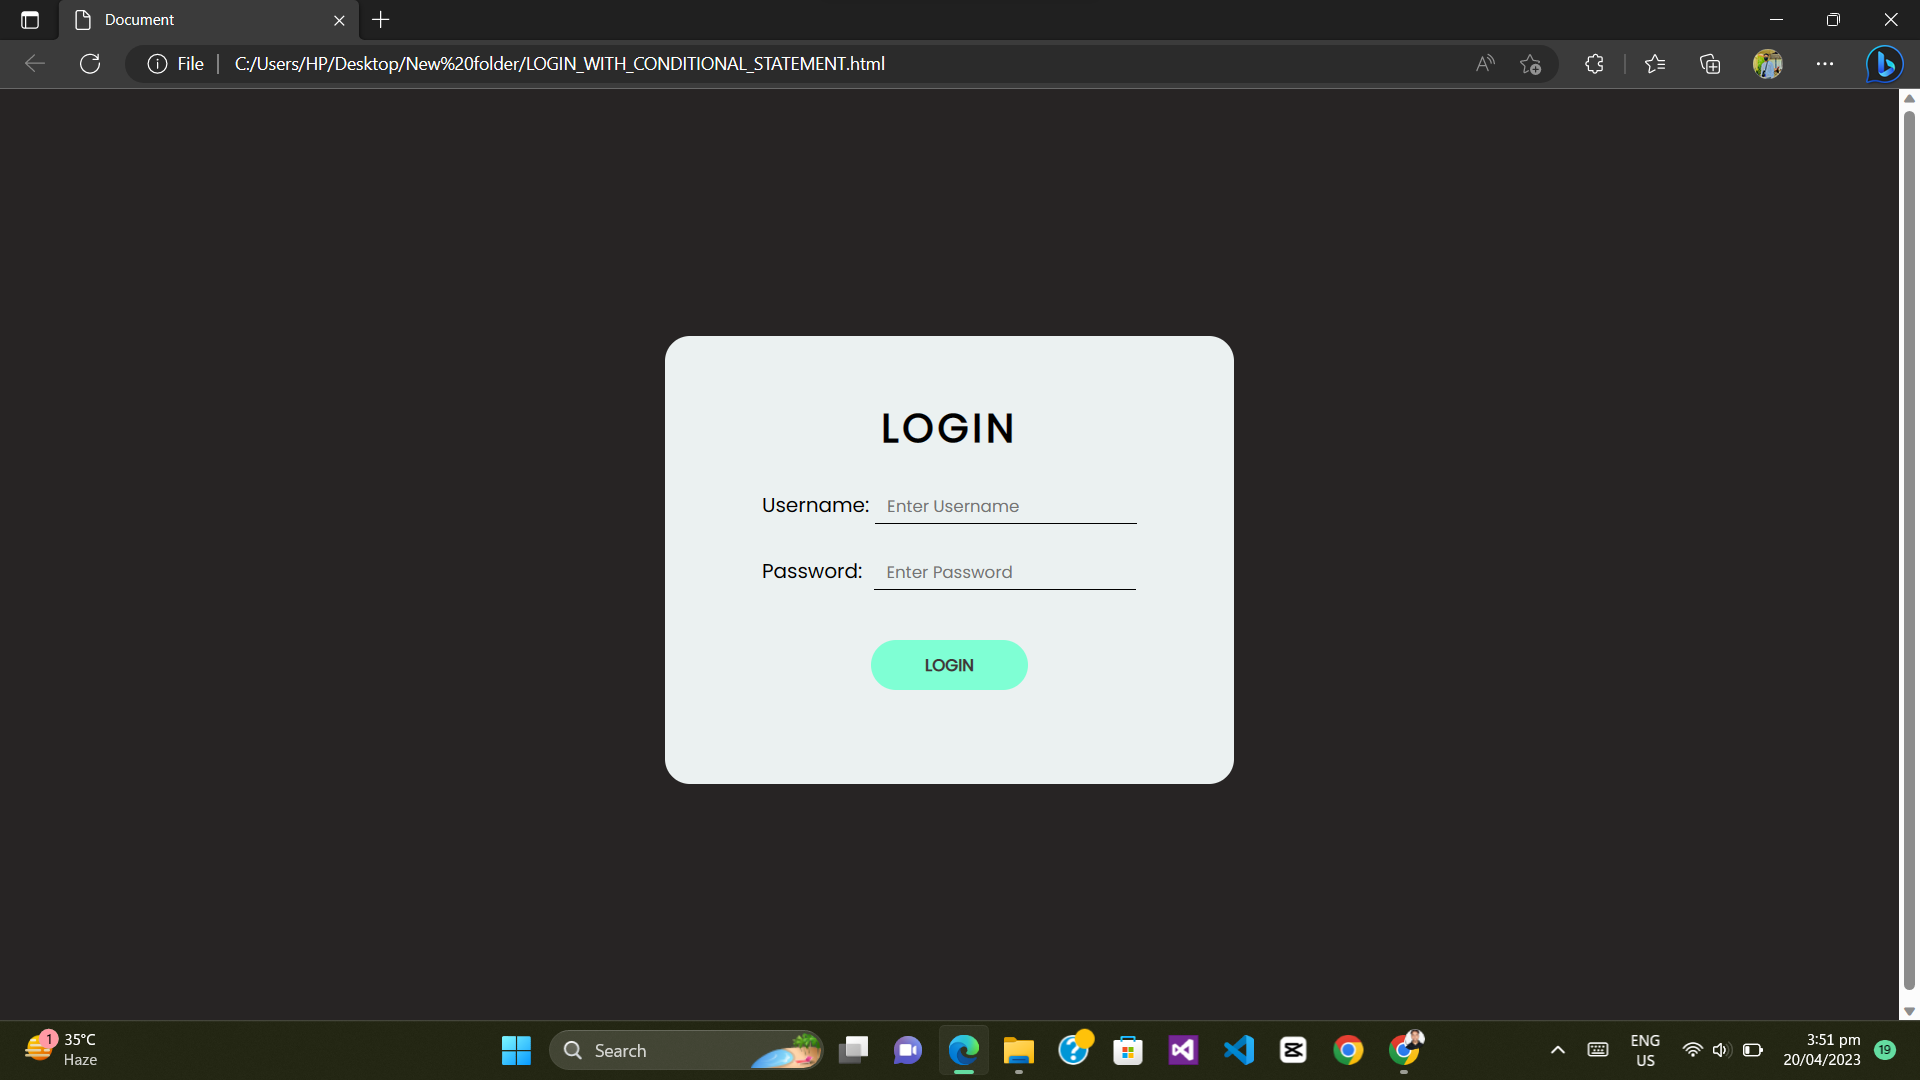 Document
File
C:/Users/HP/Desktop/New%20folder/LOGIN_WITH_CONDITIONAL_STATEMENT.html
LOGIN
Username: Enter Username
Password: Enter Password
LOGIN
1
35°C
Haze
Search
ENG
US
3:51 pm
20/04/2023
19